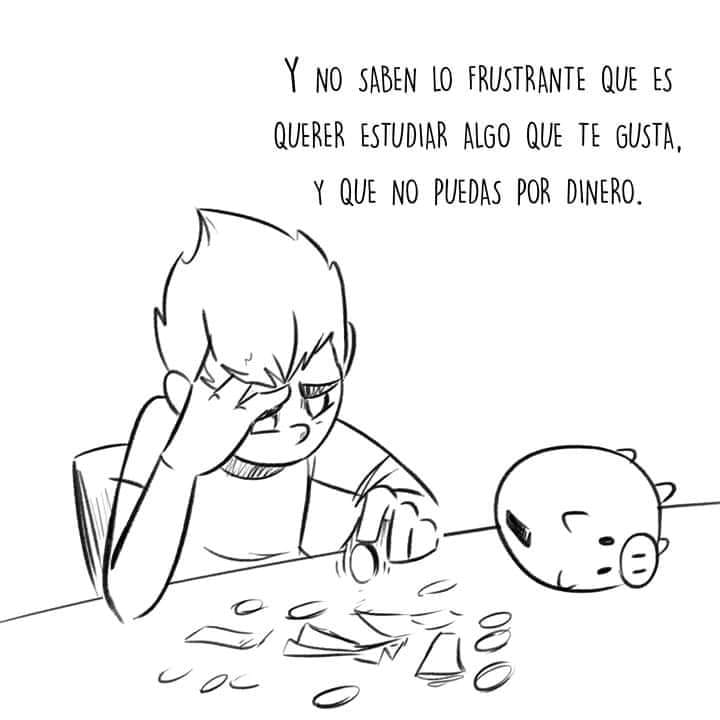 Y NO SABEN LO FRUSTRANTE QUE ES
QUERER ESTUDIAR ALGO QUE TE GUSTA,
Y QUE NO PUEDAS POR DINERO.